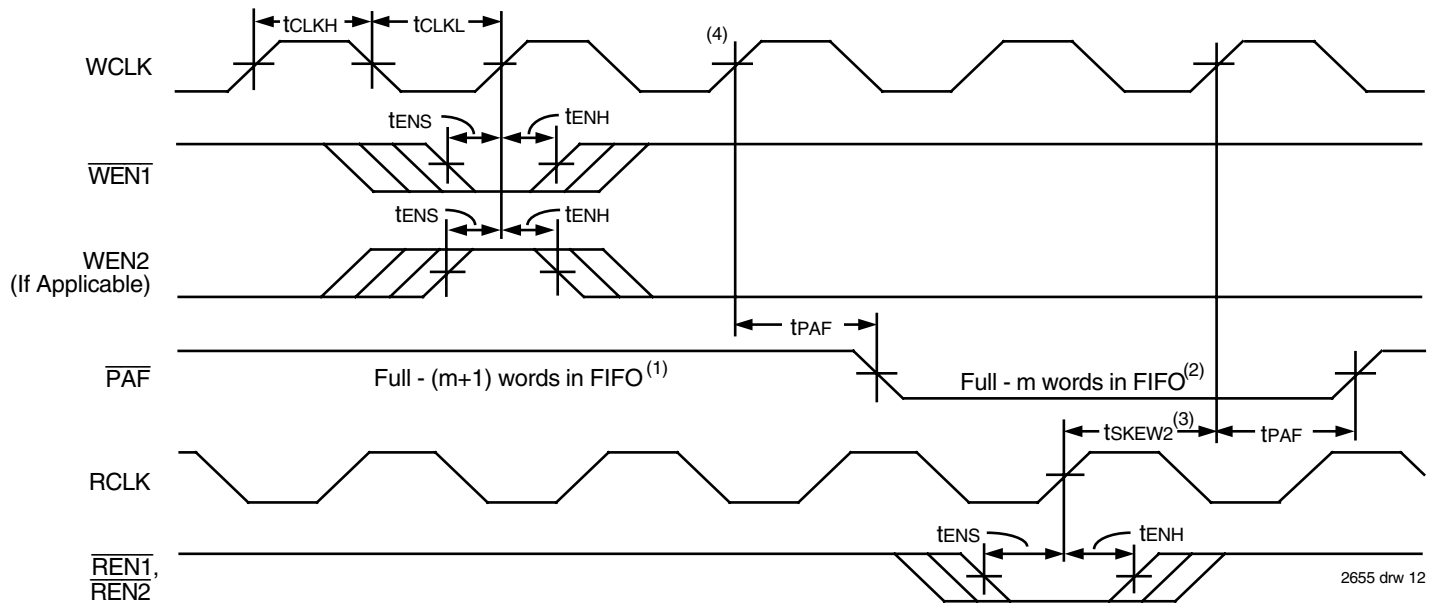 tCLKH tCLKL
(4)
WCLK
tENS tENH
WEN1
tENS tENH
WEN2
(If Applicable)
tPAF
PAF
Full - (m+1) words in FIFO(1)
Full - m words in FIFO(2)
tSKEW2(3)
tPAF
RCLK
tENS tENH
REN1,
REN2
2655 drw 12